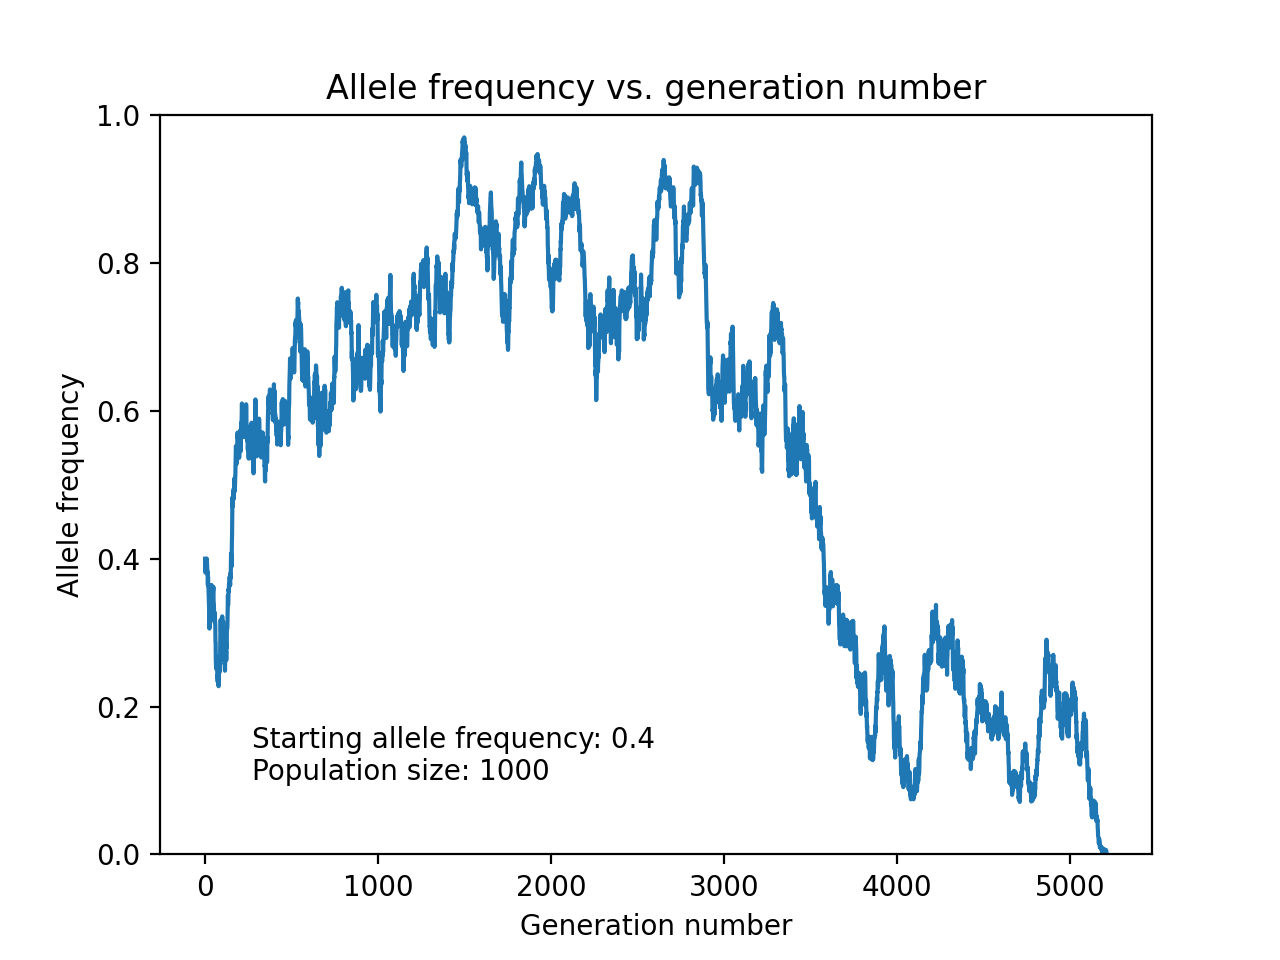 Allele frequency vs. generation number
1.0
0.8
0.6
0.4
0.2
0.0
Allele frequency
Starting allele frequency: 0.4
Population size: 1000
0 1000 2000 3000 4000 5000
Generation number